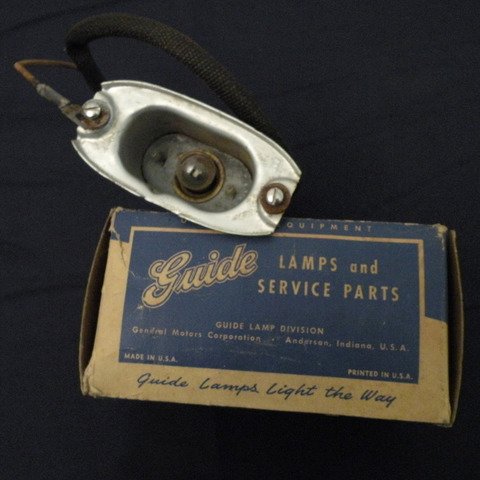 EQUIPMENT
Guide LAMPS and
SERVICE PARTS
GUIDE LAMP DIVISION
General Motors Corporation - Anderson, Indiana, U.S.A.
MADE IN U.S.A. PRINTED IN U.S.A.
Guide Lamps Light the Way